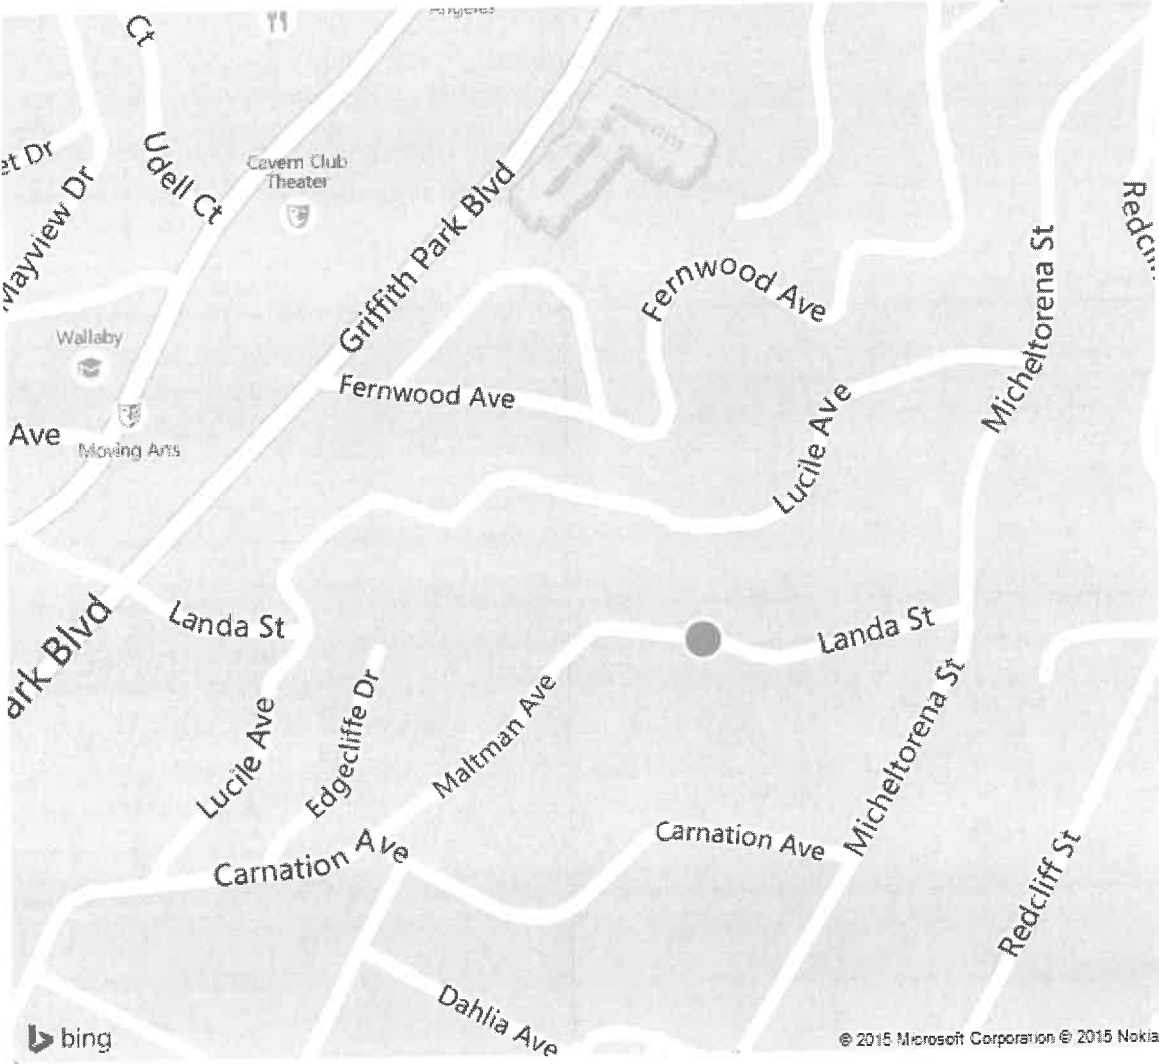 Ct
Angeles
et Dr
Udell Ct
Cavern Club
Theater
Mayview Dr
Griffith Park Blvd
Fernwood Ave
Micheltorena St
Wallaby
Fernwood Ave
Ave
Moving Arts
Lucile Ave
Landa St
Landa St
ark Blvd
Edgecliffe Dr
Maltman Ave
Micheltorena St
Lucile Ave
Carnation Ave
Carnation Ave
Redcliff St
Dahlia Ave
bing
© 2015 Microsoft Corporation © 2015 Nokia